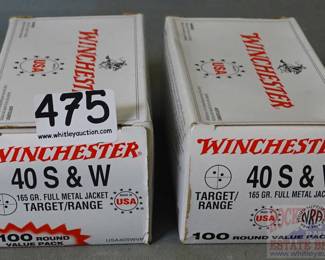 WINCHESTER
USA
475
www.whitleyauction.com
WINCHESTER
40 S & W
165 GR. FULL METAL JACKET
TARGET/
RANGE
USA
100 ROUND
VALUE PACK
USA40SWVP
WINCHESTER
USA
WINCHESTER
40 S & W
165 GR. FULL METAL JACKET
TARGET/
RANGE
USA
NRA
100 ROUND VALUE PACK